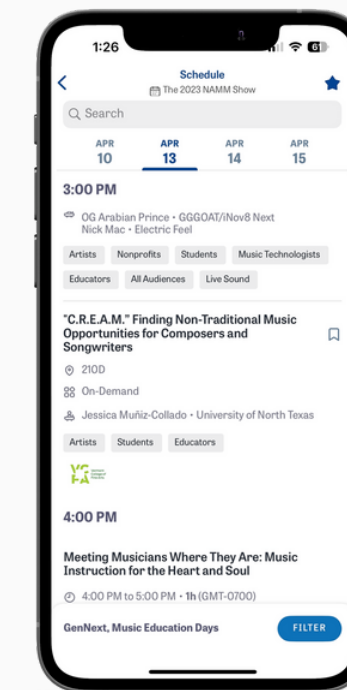 1:26
61
Schedule
The 2023 NAMM Show
Search
APR APR APR APR
10 13 14 15
3:00 PM
OG Arabian Prince • GGGOAT/iNov8 Next
Nick Mac • Electric Feel
Artists Nonprofits Students Music Technologists
Educators All Audiences Live Sound
"C.R.E.A.M." Finding Non-Traditional Music
Opportunities for Composers and
Songwriters
210D
On-Demand
Jessica Muñiz-Collado • University of North Texas
Artists Students Educators
4:00 PM
Meeting Musicians Where They Are: Music
Instruction for the Heart and Soul
4:00 PM to 5:00 PM • 1h (GMT-0700)
GenNext, Music Education Days
FILTER